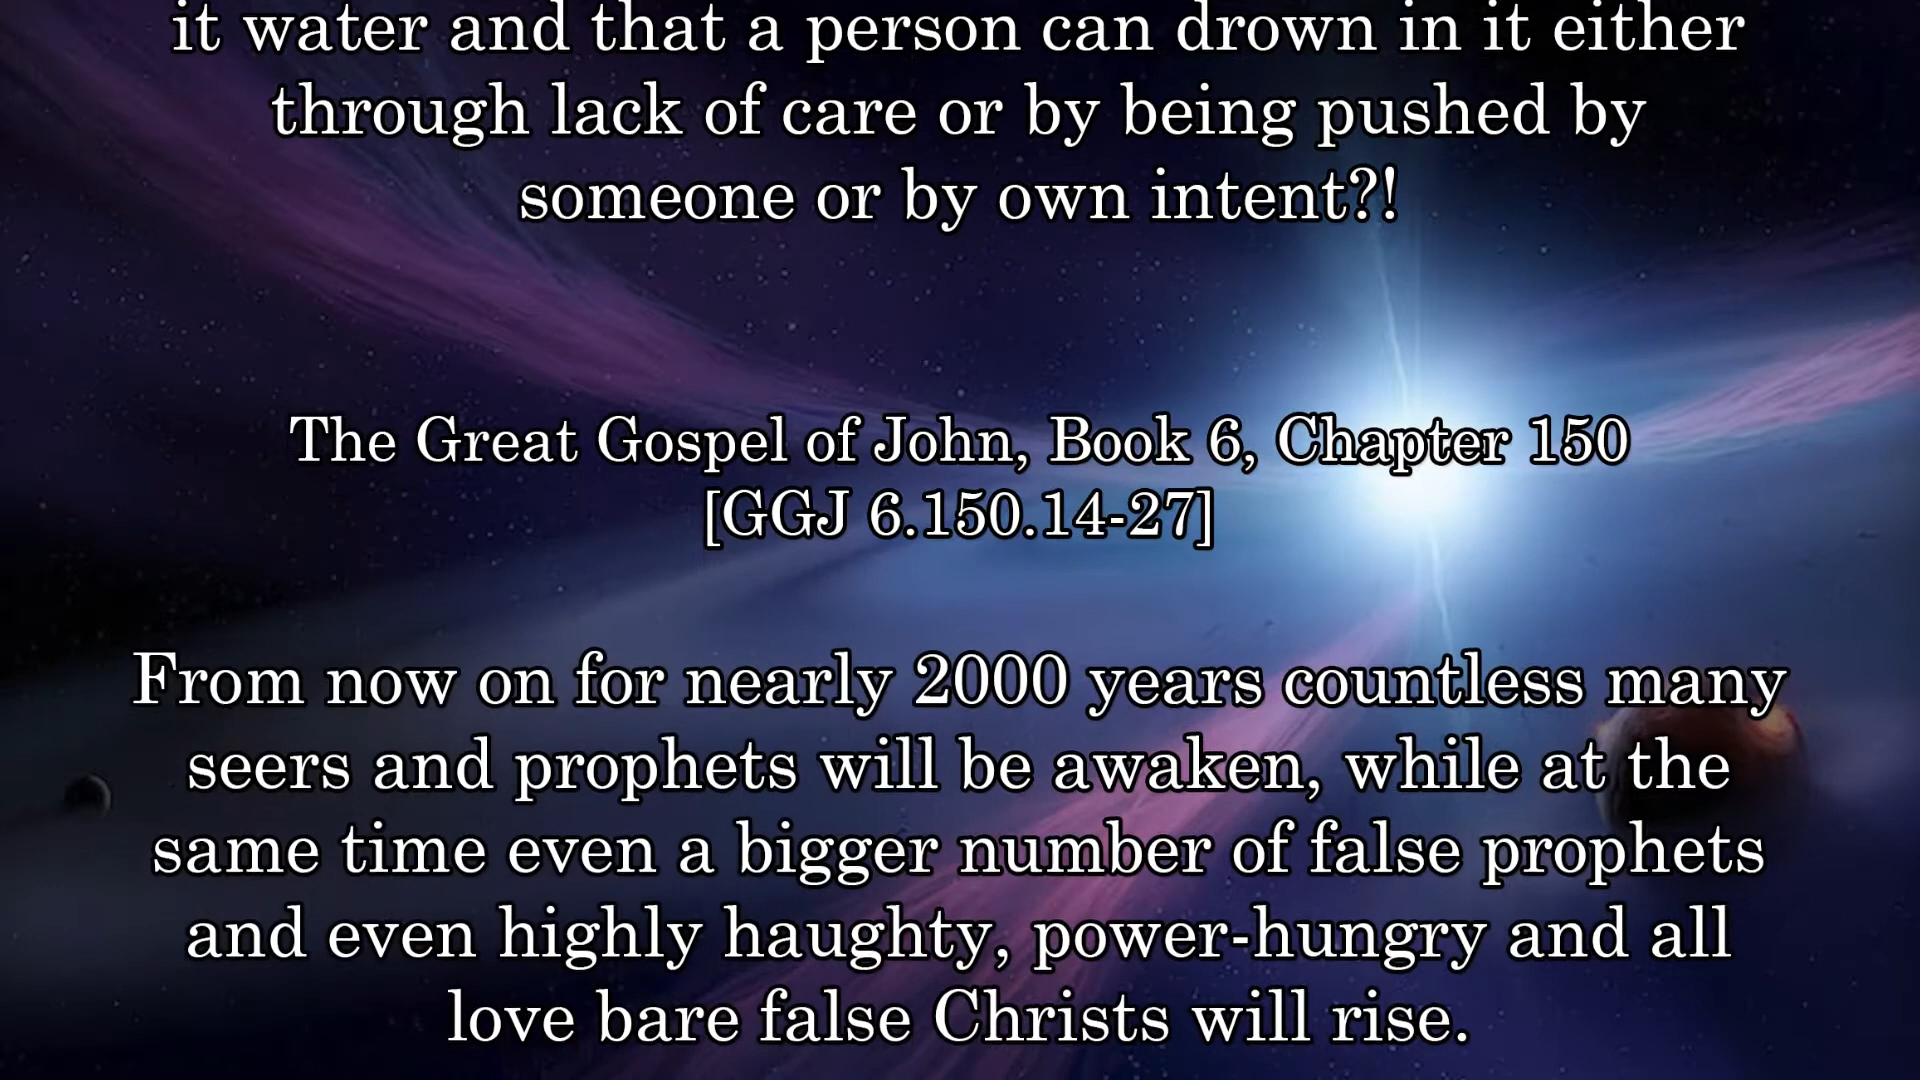 it water and that a person can drown in it either
through lack of care or by being pushed by
someone or by own intent?!
The Great Gospel of John, Book 6, Chapter 150
[GGJ 6.150.14-27]
From now on for nearly 2000 years countless many
seers and prophets will be awaken, while at the
same time even a bigger number of false prophets
and even highly haughty, power-hungry and all
love bare false Christs will rise.